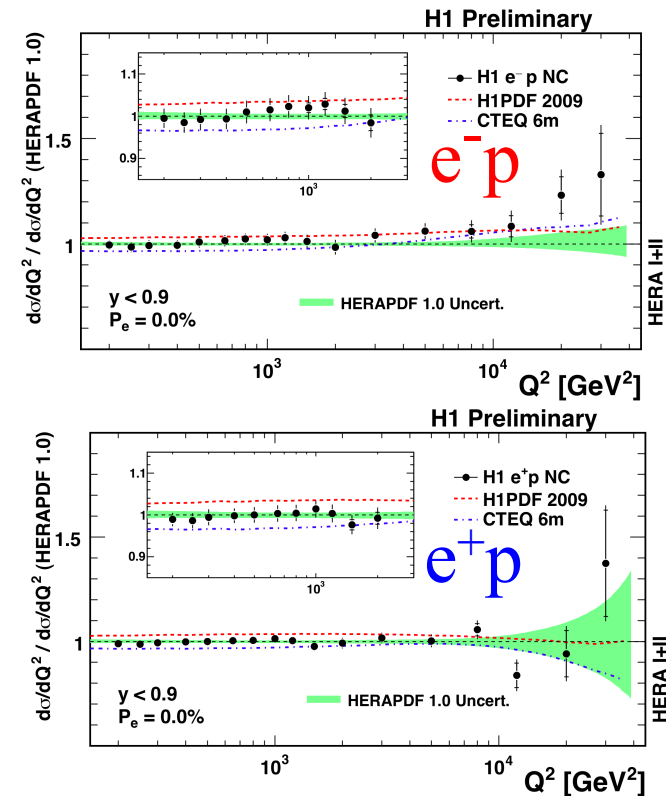 H1 Preliminary
dσ/dQ² / dσ/dQ² (HERAPDF 1.0)
1.5
1
1.1
1
0.9
10³
H1 e⁻ p NC
H1PDF 2009
CTEQ 6m
e⁻p
y < 0.9
Pₑ = 0.0%
HERAPDF 1.0 Uncert.
HERA I+II
10³
10⁴
Q² [GeV²]
H1 Preliminary
dσ/dQ² / dσ/dQ² (HERAPDF 1.0)
1.5
1
1.1
1
0.9
10³
H1 e⁺p NC
H1PDF 2009
CTEQ 6m
e⁺p
y < 0.9
Pₑ = 0.0%
HERAPDF 1.0 Uncert.
HERA I+II
10³
10⁴
Q² [GeV²]